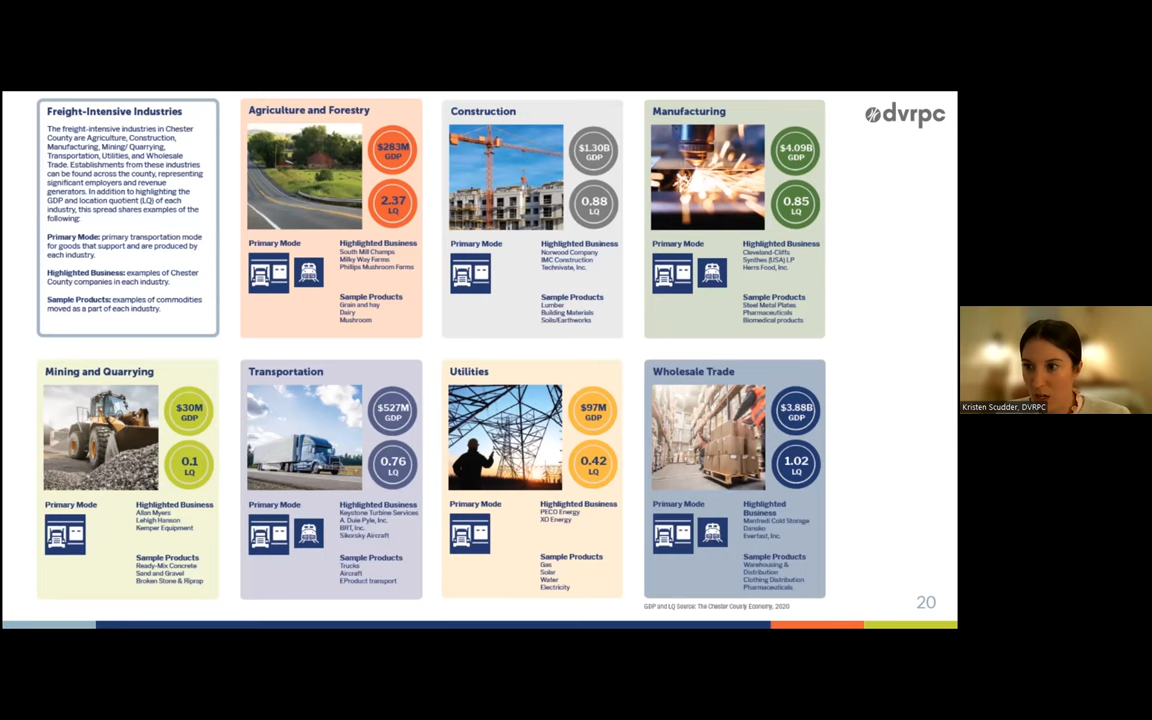 Freight-Intensive Industries
The freight-intensive industries in Chester
County are Agriculture, Construction,
Manufacturing, Mining/ Quarrying,
Transportation, Utilities, and Wholesale
Trade. Establishments from these industries
can be found across the county, representing
significant employers and revenue
generators. In addition to highlighting the
GDP and location quotient (LQ) of each
industry, this spread shares examples of the
following:
Primary Mode: primary transportation mode
for goods that support and are produced by
each industry.
Highlighted Business: examples of Chester
County companies in each industry.
Sample Products: examples of commodities
moved as a part of each industry.
Agriculture and Forestry
$283M
GDP
2.37
LQ
Primary Mode
Highlighted Business
South Mill Champs
Milky Way Farms
Phillips Mushroom Farms
Sample Products
Grain and hay
Dairy
Mushroom
Construction
$1.30B
GDP
0.88
LQ
Primary Mode
Highlighted Business
Norwood Company
IMC Construction
Technivate, Inc.
Sample Products
Lumber
Building Materials
Soils/Earthworks
Manufacturing
$4.09B
GDP
0.85
LQ
Primary Mode
Highlighted Business
Cleveland-Cliffs
Synthes (USA) LP
Herrs Food, Inc.
Sample Products
Steel Metal Plates
Pharmaceuticals
Biomedical products
dvrpc
Mining and Quarrying
$30M
GDP
0.1
LQ
Primary Mode
Highlighted Business
Allan Myers
Lehigh Hanson
Kemper Equipment
Sample Products
Ready-Mix Concrete
Sand and Gravel
Broken Stone & Riprap
Transportation
$527M
GDP
0.76
LQ
Primary Mode
Highlighted Business
Keystone Turbine Services
A. Duie Pyle, Inc.
BRT, Inc.
Sikorsky Aircraft
Sample Products
Trucks
Aircraft
EProduct transport
Utilities
$97M
GDP
0.42
LQ
Primary Mode
Highlighted Business
PECO Energy
XO Energy
Sample Products
Gas
Solar
Water
Electricity
Wholesale Trade
$3.88B
GDP
1.02
LQ
Primary Mode
Highlighted
Business
Manfredi Cold Storage
Dansko
Everfast, Inc.
Sample Products
Warehousing &
Distribution
Clothing Distribution
Pharmaceuticals
GDP and LQ Source: The Chester County Economy, 2020
20
Kristen Scudder, DVRPC